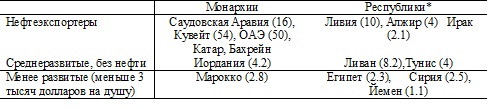 Монархии Республики*
Нефтеэкспортеры Саудовская Аравия (16), Ливия (10), Алжир (4) Ирак
Кувейт (54), ОАЭ (50), (2.1)
Катар, Бахрейн
Среднеразвитые, без нефти Иордания (4.2) Ливан (8.2),Тунис (4)
Менее развитые (меньше 3 Марокко (2.8) Египет (2.3), Сирия (2.5),
тысяч долларов на душу) Йемен (1.1)